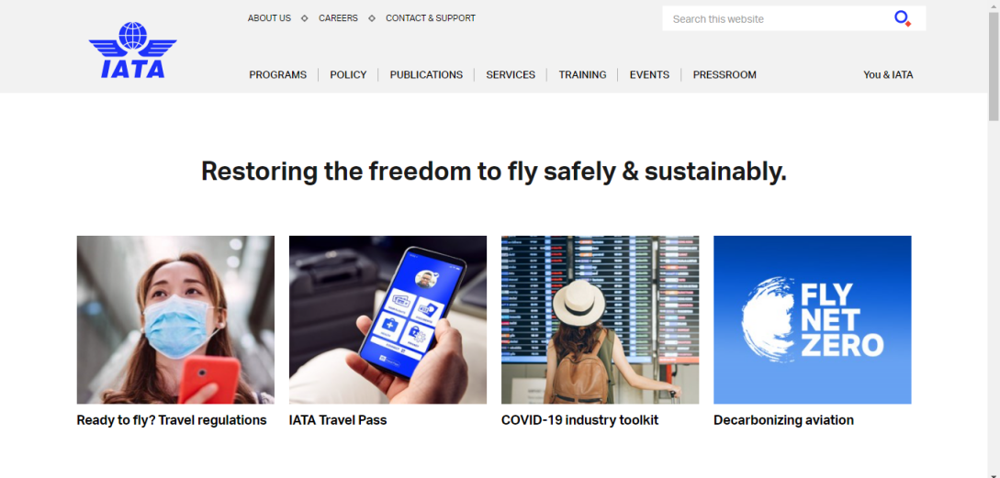 ABOUT US
CAREERS
CONTACT & SUPPORT
Search this website
IATA
PROGRAMS
POLICY
PUBLICATIONS
SERVICES
TRAINING
EVENTS
PRESSROOM
You & IATA
Restoring the freedom to fly safely & sustainably.
FLY
NET
ZERO
Ready to fly? Travel regulations
IATA Travel Pass
COVID-19 industry toolkit
Decarbonizing aviation